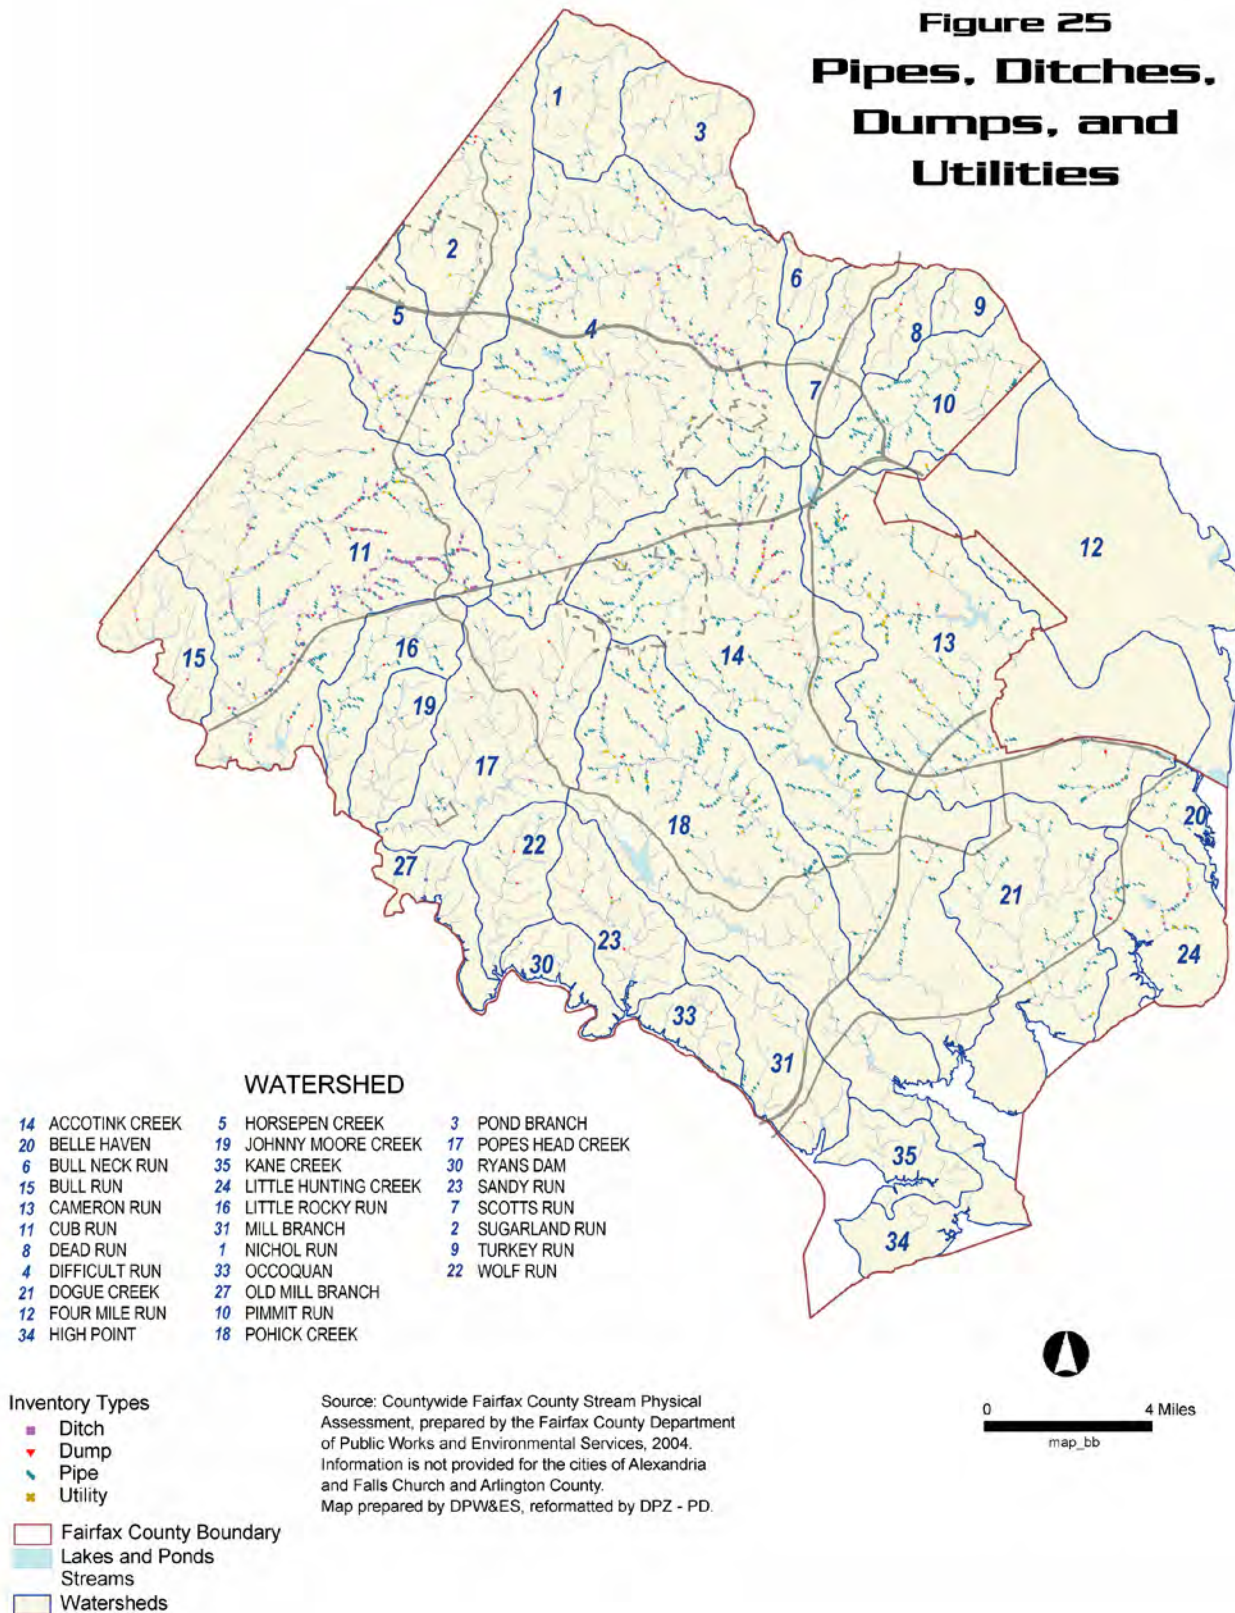 Figure 25
Pipes, Ditches,
Dumps, and
Utilities
1
3
2
6
9
5
4
8
7
10
11
12
15
16
14
13
19
17
18
20
22
27
21
23
24
30
33
31
35
34
WATERSHED
14 ACCOTINK CREEK
20 BELLE HAVEN
6 BULL NECK RUN
15 BULL RUN
13 CAMERON RUN
11 CUB RUN
8 DEAD RUN
4 DIFFICULT RUN
21 DOGUE CREEK
12 FOUR MILE RUN
34 HIGH POINT
5 HORSEPEN CREEK
19 JOHNNY MOORE CREEK
35 KANE CREEK
24 LITTLE HUNTING CREEK
16 LITTLE ROCKY RUN
31 MILL BRANCH
1 NICHOL RUN
33 OCCOQUAN
27 OLD MILL BRANCH
10 PIMMIT RUN
18 POHICK CREEK
3 POND BRANCH
17 POPES HEAD CREEK
30 RYANS DAM
23 SANDY RUN
7 SCOTTS RUN
2 SUGARLAND RUN
9 TURKEY RUN
22 WOLF RUN
Inventory Types
Ditch
Dump
Pipe
Utility
Fairfax County Boundary
Lakes and Ponds
Streams
Watersheds
Source: Countywide Fairfax County Stream Physical
Assessment, prepared by the Fairfax County Department
of Public Works and Environmental Services, 2004.
Information is not provided for the cities of Alexandria
and Falls Church and Arlington County.
Map prepared by DPW&ES, reformatted by DPZ - PD.
0 4 Miles
map_bb